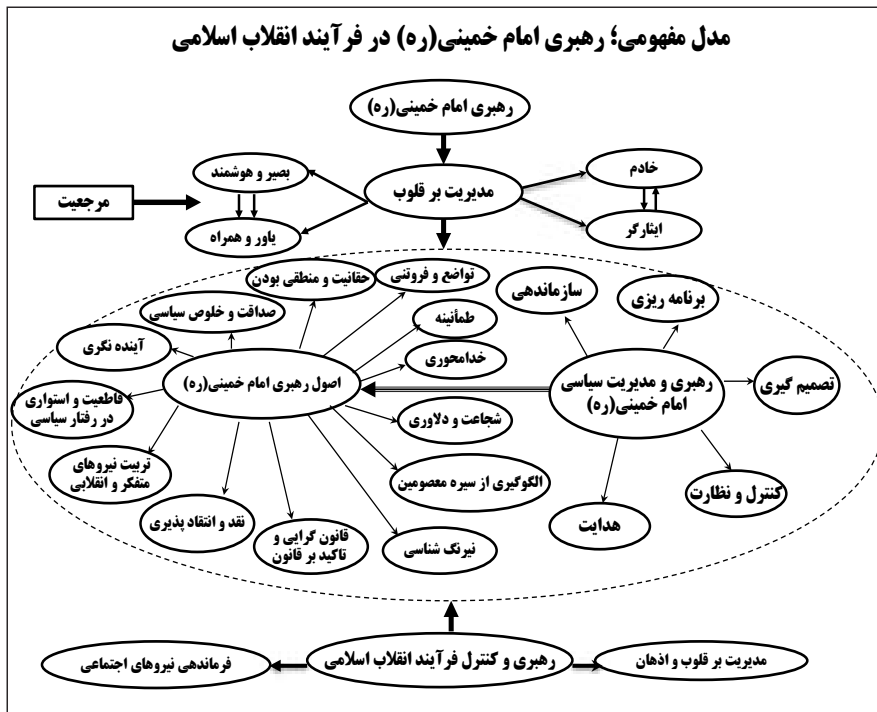 مدل مفهومی؛ رهبری امام خمینی(ره) در فرآیند انقلاب اسلامی
رهبری امام خمینی(ره)
خادم
بصیر و هوشمند
مدیریت بر قلوب
مرجعیت
ایثارگر
یاور و همراه
تواضع و فروتنی
حقانیت و منطقی بودن
برنامه ریزی
سازماندهی
طمأنینه
صداقت و خلوص سیاسی
آینده نگری
خدامحوری
رهبری و مدیریت سیاسی
امام خمینی(ره)
تصمیم گیری
اصول رهبری امام خمینی(ره)
قاطعیت و استواری
در رفتار سیاسی
شجاعت و دلاوری
تربیت نیروهای
متفکر و انقلابی
الگوگیری از سیره معصومین
کنترل و نظارت
هدایت
نقد و انتقاد پذیری
قانون گرایی و
تاکید بر قانون
نیرنگ شناسی
مدیریت بر قلوب و اذهان
رهبری و کنترل فرآیند انقلاب اسلامی
فرماندهی نیروهای اجتماعی